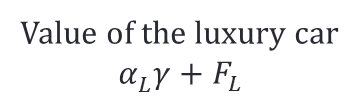 Value of the luxury car
α_Lγ + F_L